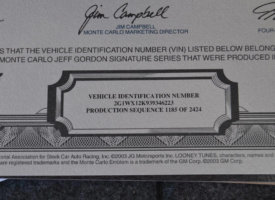 Jim Campbell
JIM CAMPBELL
MONTE CARLO MARKETING DIRECTOR
FOUR-
S THAT THE VEHICLE IDENTIFICATION NUMBER (VIN) LISTED BELOW BELONG
MONTE CARLO JEFF GORDON SIGNATURE SERIES THAT WERE PRODUCED I
VEHICLE IDENTIFICATION NUMBER
2G1WX12K939346223
PRODUCTION SEQUENCE 1185 OF 2424
onal Association for Stock Car Auto Racing, Inc. ©2003 JG Motorsports Inc. LOONEY TUNES, characters, names and
are registered trademarks and the Monte Carlo Emblem is a trademark of the GM Corp. ©2003 GM Corp.